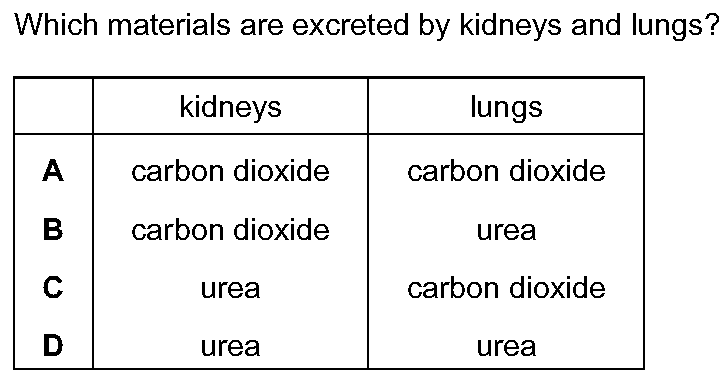 Which materials are excreted by kidneys and lungs?
kidneys lungs
A carbon dioxide carbon dioxide
B carbon dioxide urea
C urea carbon dioxide
D urea urea